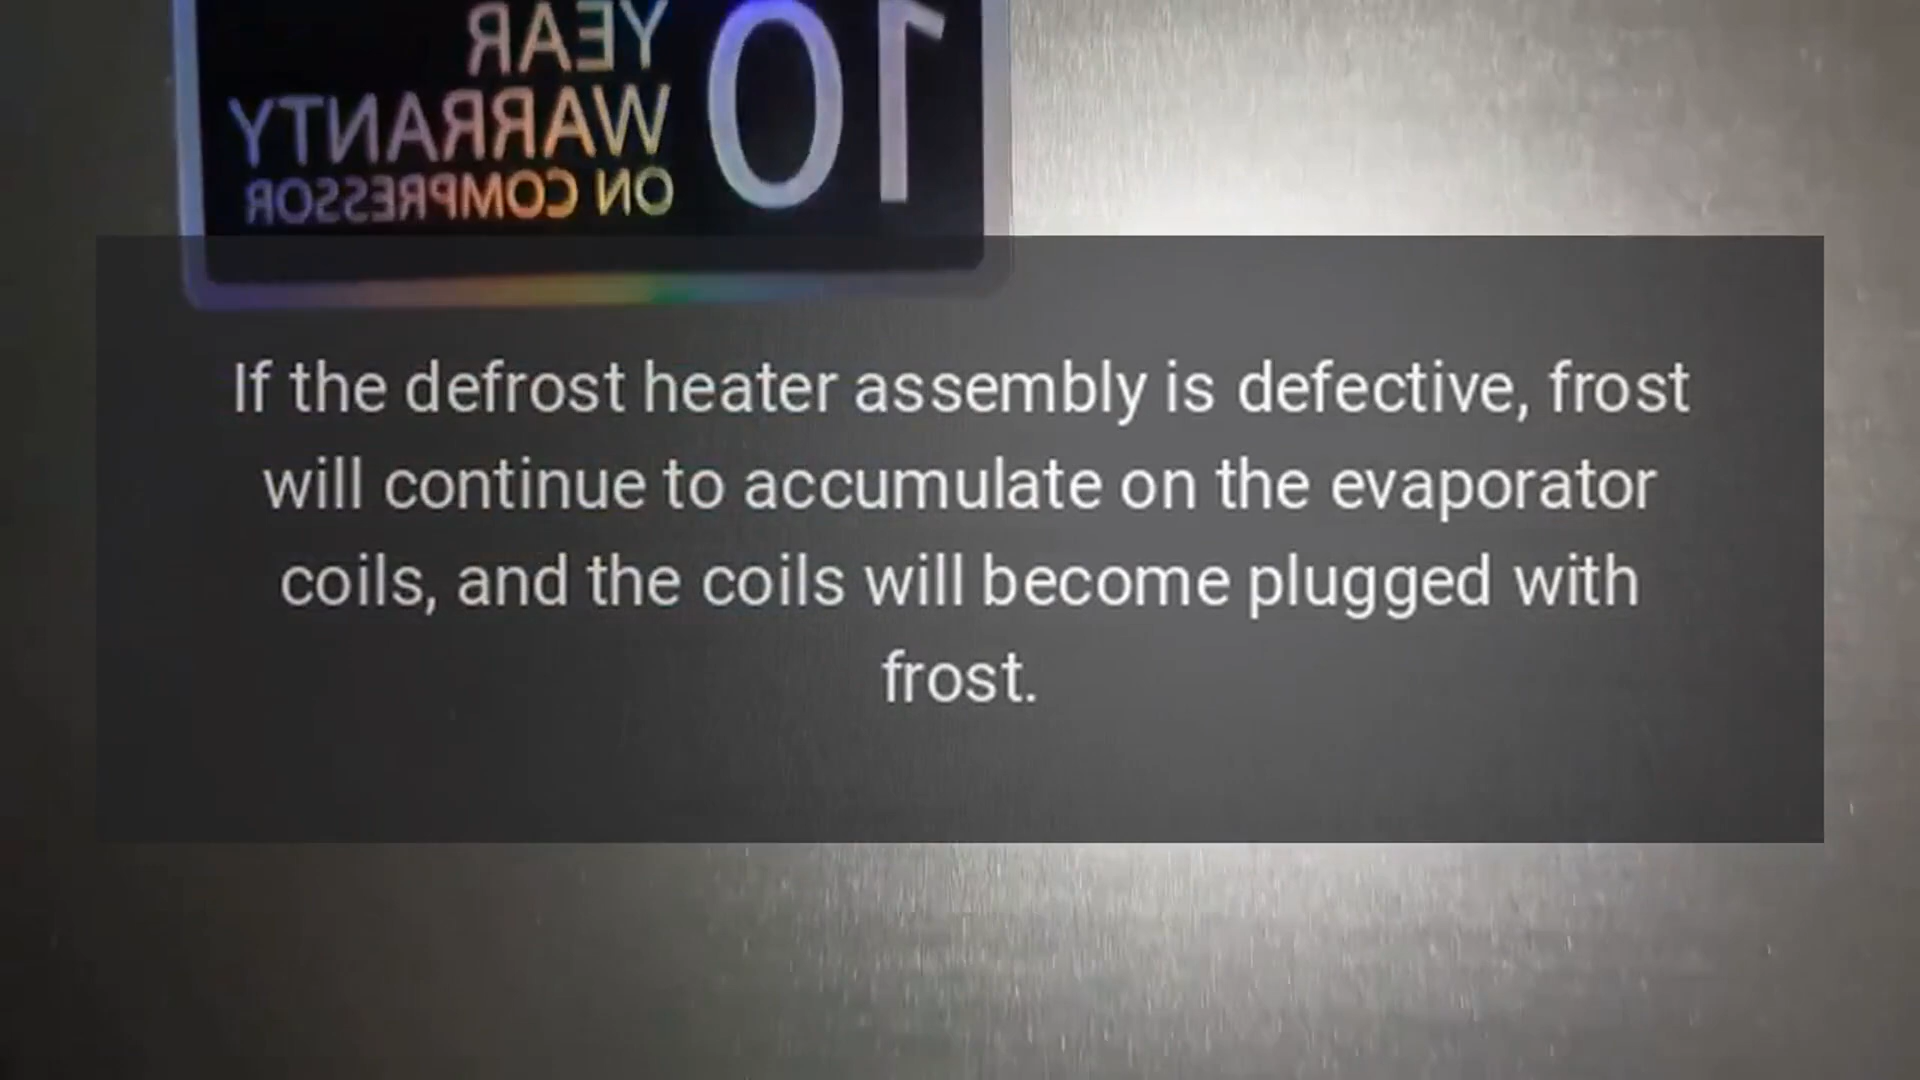 10 YEAR
WARRANTY
ON COMPRESSOR
If the defrost heater assembly is defective, frost
will continue to accumulate on the evaporator
coils, and the coils will become plugged with
frost.